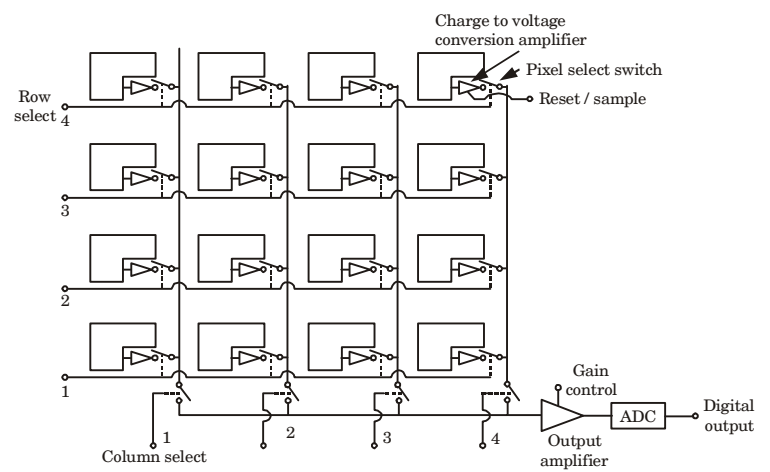 Charge to voltage
conversion amplifier
Pixel select switch
Reset / sample
Row
select 4
3
2
1
Gain
control
ADC
Digital
output
Output
amplifier
1
2
3
4
Column select